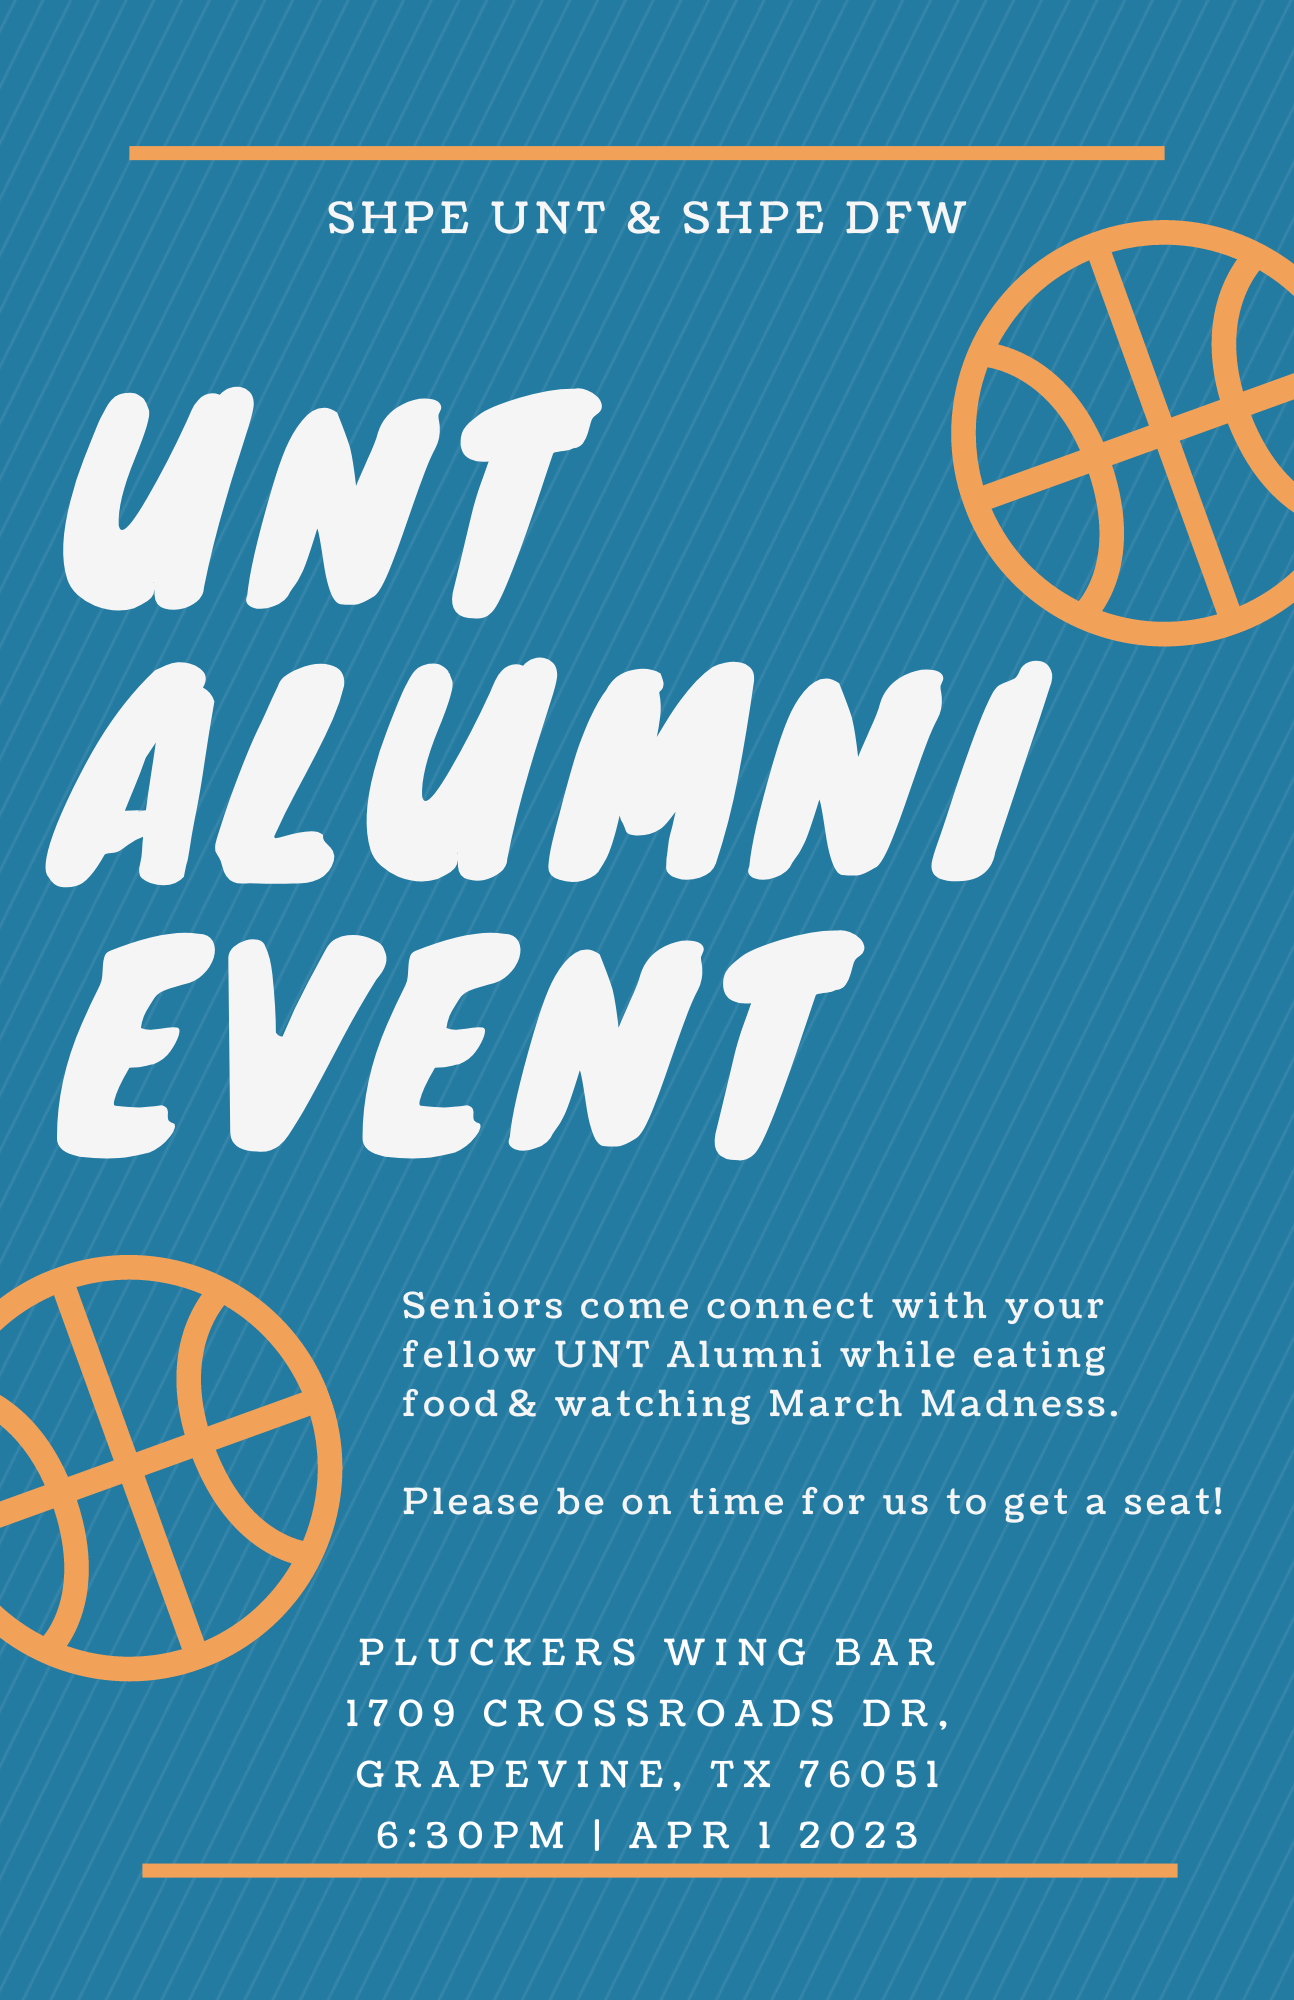 SHPE UNT & SHPE DFW
UNT
ALUMNI
EVENT
Seniors come connect with your
fellow UNT Alumni while eating
food & watching March Madness.
Please be on time for us to get a seat!
PLUCKERS WING BAR
1709 CROSSROADS DR,
GRAPEVINE, TX 76051
6:30PM | APR 1 2023